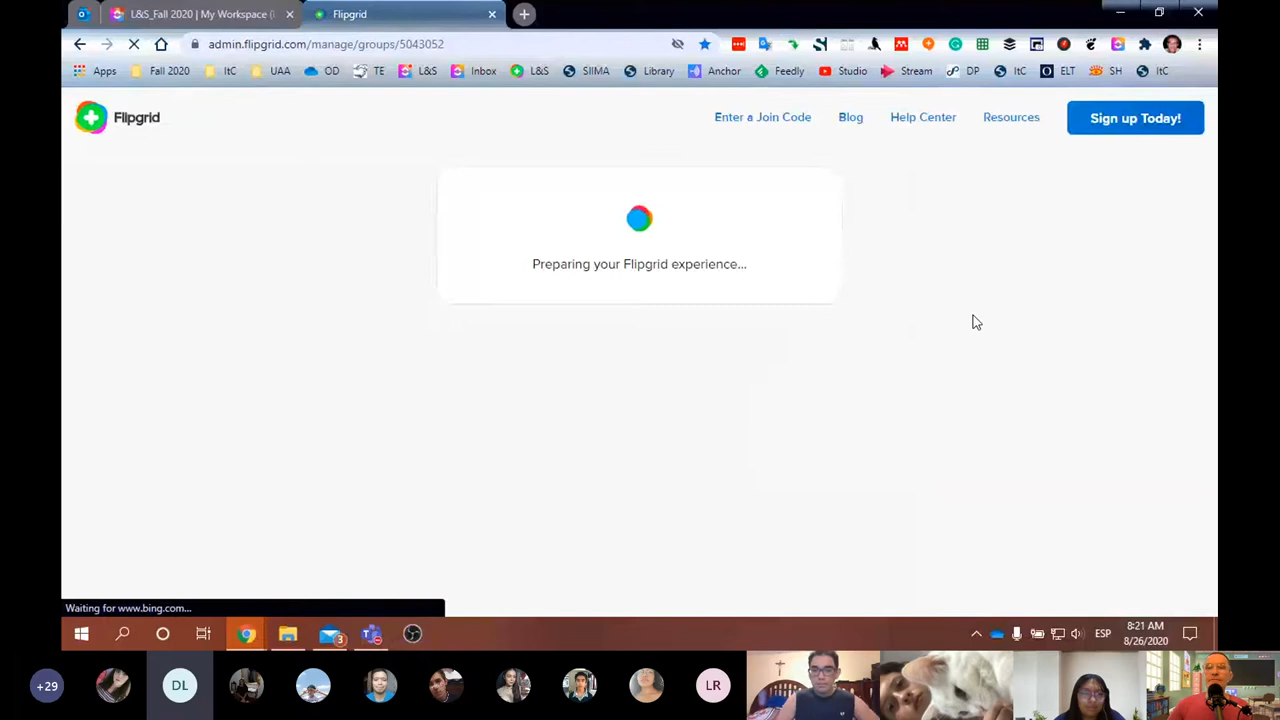 L&S_Fall 2020 | My Workspace (
Flipgrid
admin.flipgrid.com/manage/groups/5043052
Apps Fall 2020 ItC UAA OD TE L&S Inbox L&S SIIMA Library Anchor Feedly Studio Stream DP ItC ELT SH ItC
Flipgrid
Enter a Join Code Blog Help Center Resources Sign up Today!
Preparing your Flipgrid experience...
Waiting for www.bing.com...
3
ESP
8:21 AM
8/26/2020
+29 DL LR